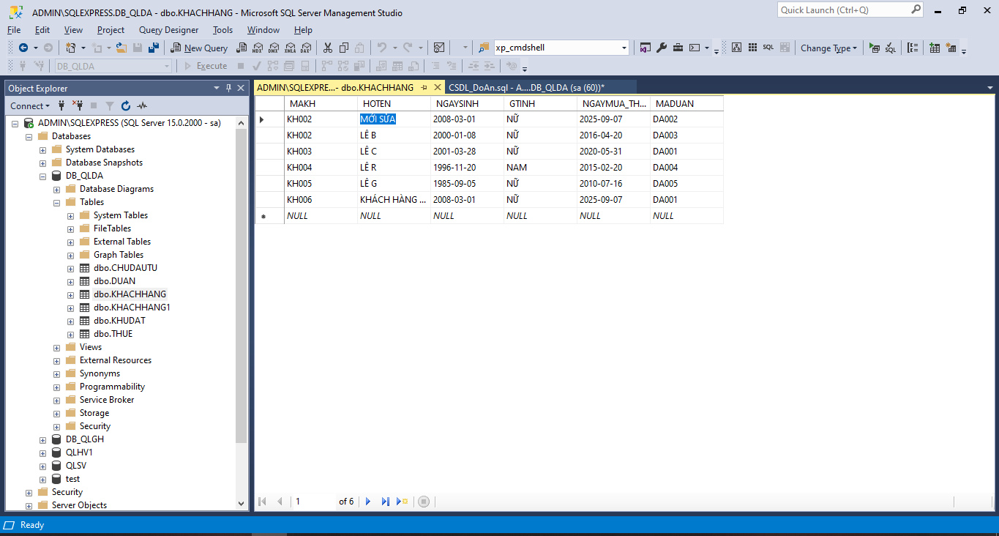 ADMIN\SQLEXPRESS.DB_QLDA - dbo.KHACHHANG - Microsoft SQL Server Management Studio
Quick Launch (Ctrl+Q)
File Edit View Project Query Designer Tools Window Help
New Query MDX DMX XMLA DAX xp_cmdshell SQL Change Type SQL
DB_QLDA Execute
Object Explorer
Connect
ADMIN\SQLEXPRESS (SQL Server 15.0.2000 - sa)
Databases
System Databases
Database Snapshots
DB_QLDA
Database Diagrams
Tables
System Tables
FileTables
External Tables
Graph Tables
dbo.CHUDAUTU
dbo.DUAN
dbo.KHACHHANG
dbo.KHACHHANG1
dbo.KHUDAT
dbo.THUE
Views
External Resources
Synonyms
Programmability
Service Broker
Storage
Security
DB_QLGH
QLHV1
QLSV
test
Security
Server Objects
ADMIN\SQLEXPRE...- dbo.KHACHHANG CSDL_DoAn.sql - A....DB_QLDA (sa (60))*
MAKH HOTEN NGAYSINH GTINH NGAYMUA_TH... MADUAN
KH002 MỚI SỬA 2008-03-01 NỮ 2025-09-07 DA002
KH002 LÊ B 2000-01-08 NỮ 2016-04-20 DA003
KH003 LÊ C 2001-03-28 NỮ 2020-05-31 DA001
KH004 LÊ R 1996-11-20 NAM 2015-02-20 DA004
KH005 LÊ G 1985-09-05 NỮ 2010-07-16 DA005
KH006 KHÁCH HÀNG ... 2008-03-01 NỮ 2025-09-07 DA001
NULL NULL NULL NULL NULL NULL
1 of 6
Ready